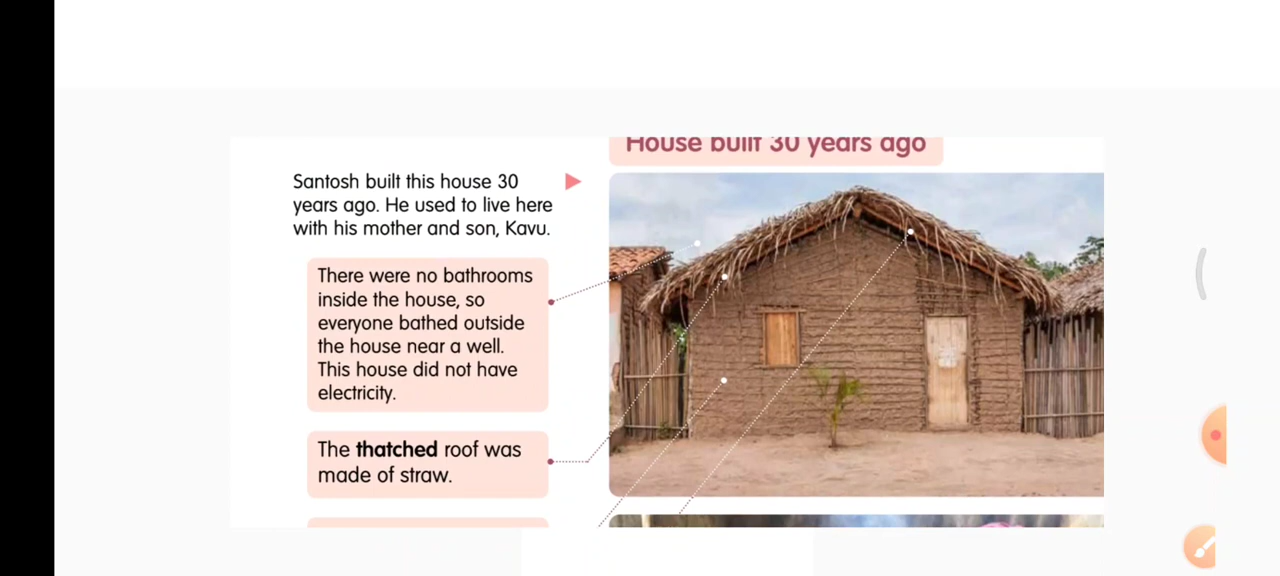 House built 30 years ago
Santosh built this house 30
years ago. He used to live here
with his mother and son, Kavu.
There were no bathrooms
inside the house, so
everyone bathed outside
the house near a well.
This house did not have
electricity.
The thatched roof was
made of straw.